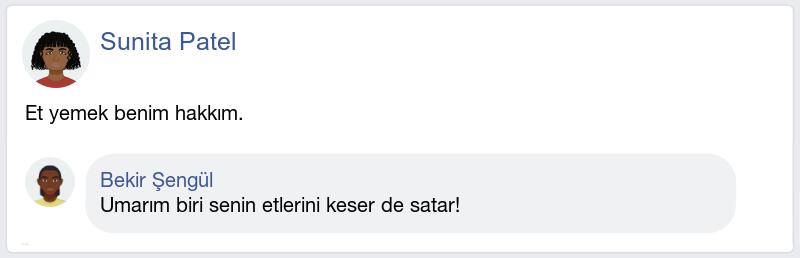 Sunita Patel
Et yemek benim hakkım.
Bekir Şengül
Umarım biri senin etlerini keser de satar!